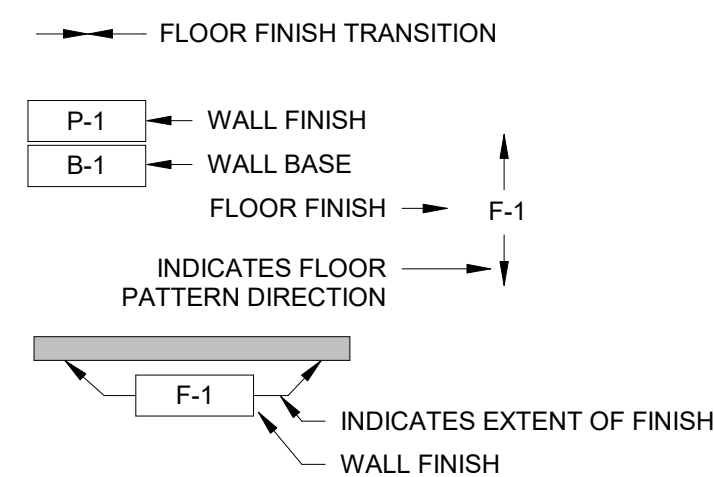 FLOOR FINISH TRANSITION
P-1 WALL FINISH
B-1 WALL BASE
FLOOR FINISH F-1
INDICATES FLOOR
PATTERN DIRECTION
F-1
INDICATES EXTENT OF FINISH
WALL FINISH